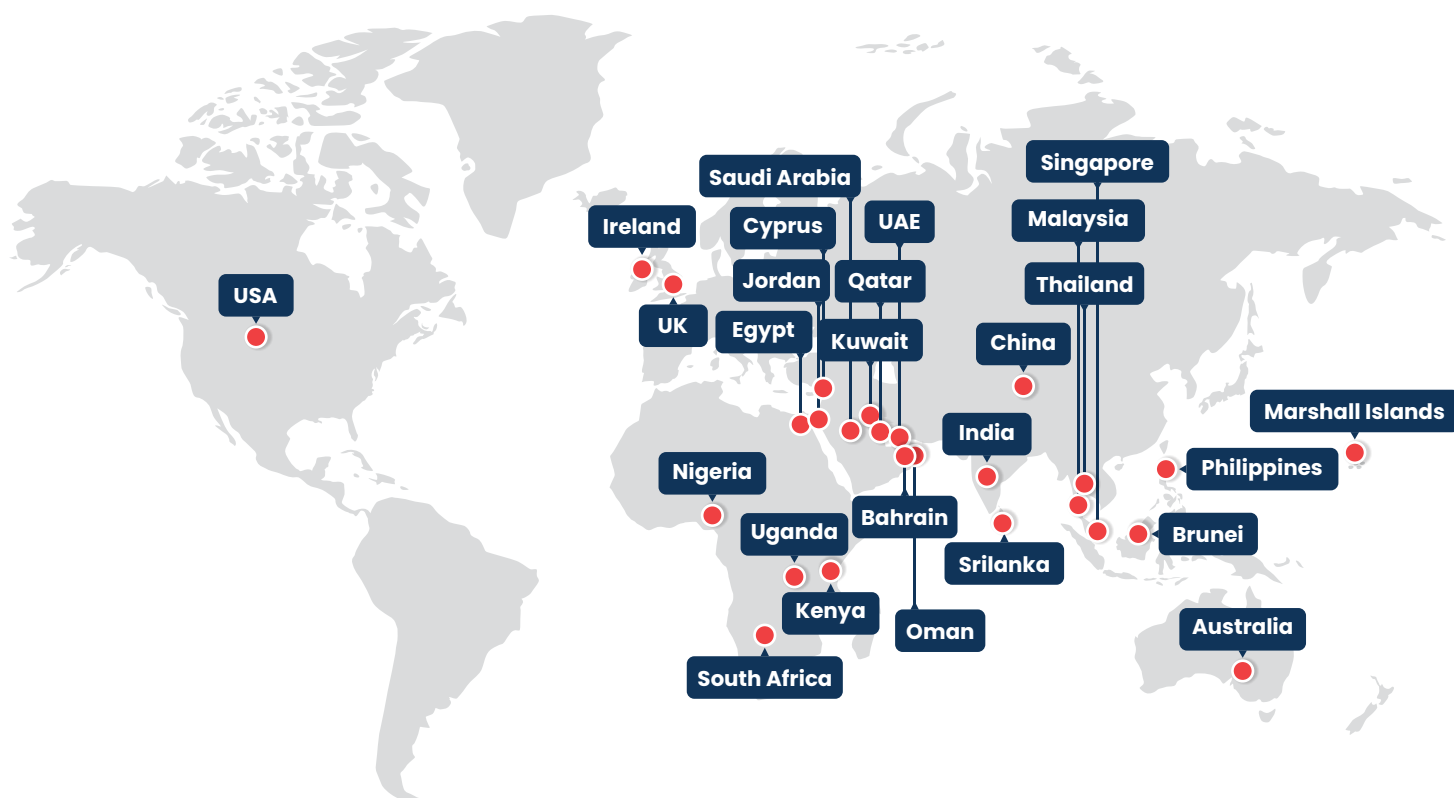 Singapore
Saudi Arabia
Malaysia
UAE
Ireland
Cyprus
Jordan
Qatar
Thailand
USA
UK
Egypt
Kuwait
China
Marshall Islands
India
Philippines
Nigeria
Bahrain
Uganda
Brunei
Srilanka
Kenya
Oman
Australia
South Africa